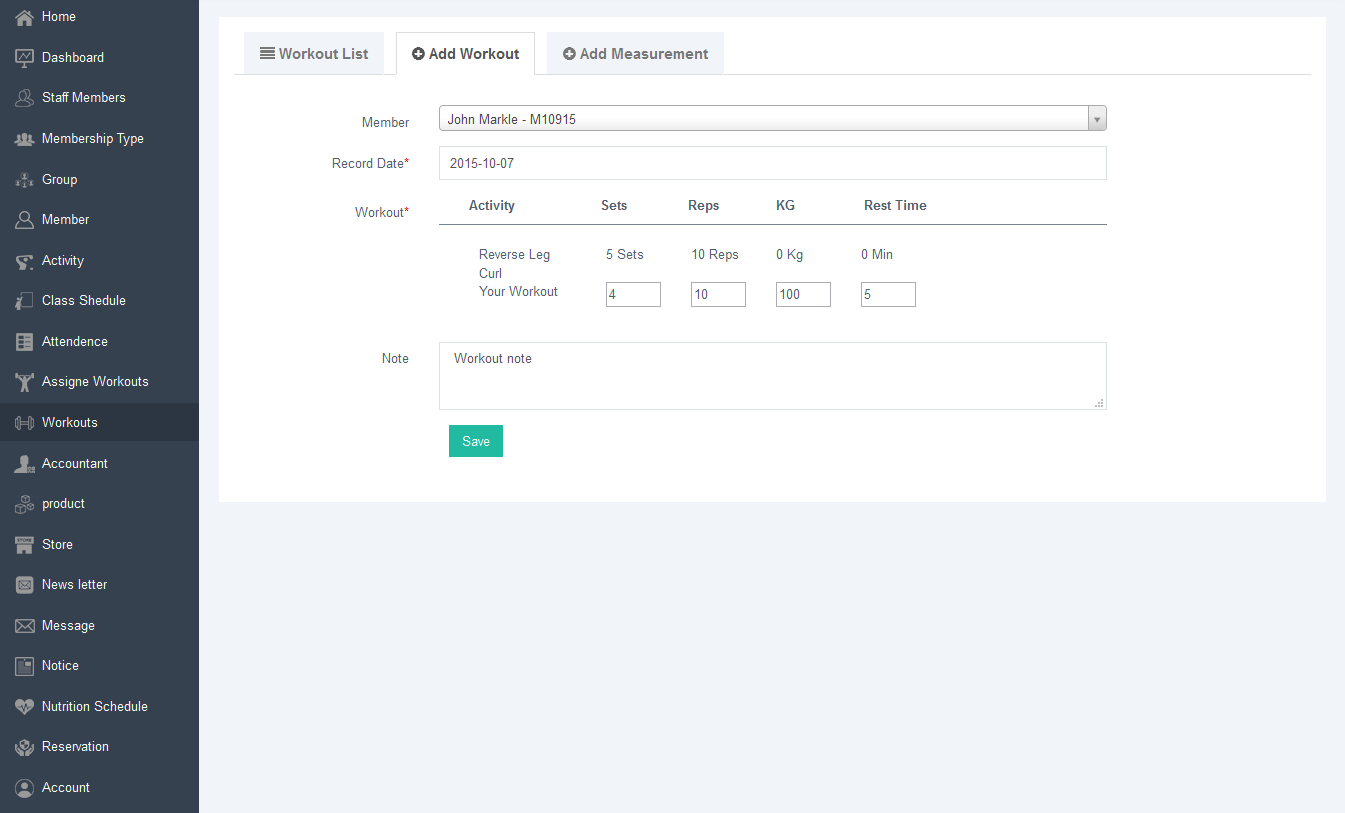 Home
Dashboard
Staff Members
Membership Type
Group
Member
Activity
Class Shedule
Attendence
Assigne Workouts
Workouts
Accountant
product
STORE
Store
News letter
Message
Notice
Nutrition Schedule
Reservation
Account
Workout List Add Workout Add Measurement
Member John Markle - M10915
Record Date* 2015-10-07
Workout* Activity Sets Reps KG Rest Time
Reverse Leg 5 Sets 10 Reps 0 Kg 0 Min
Curl
Your Workout 4 10 100 5
Note Workout note
Save